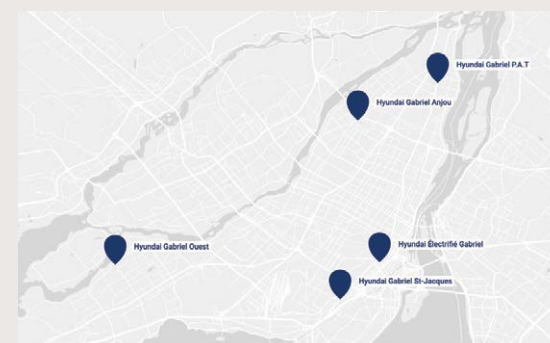 Hyundai Gabriel P.A.T
Hyundai Gabriel Anjou
Hyundai Gabriel Ouest
Hyundai Électrifié Gabriel
Hyundai Gabriel St-Jacques